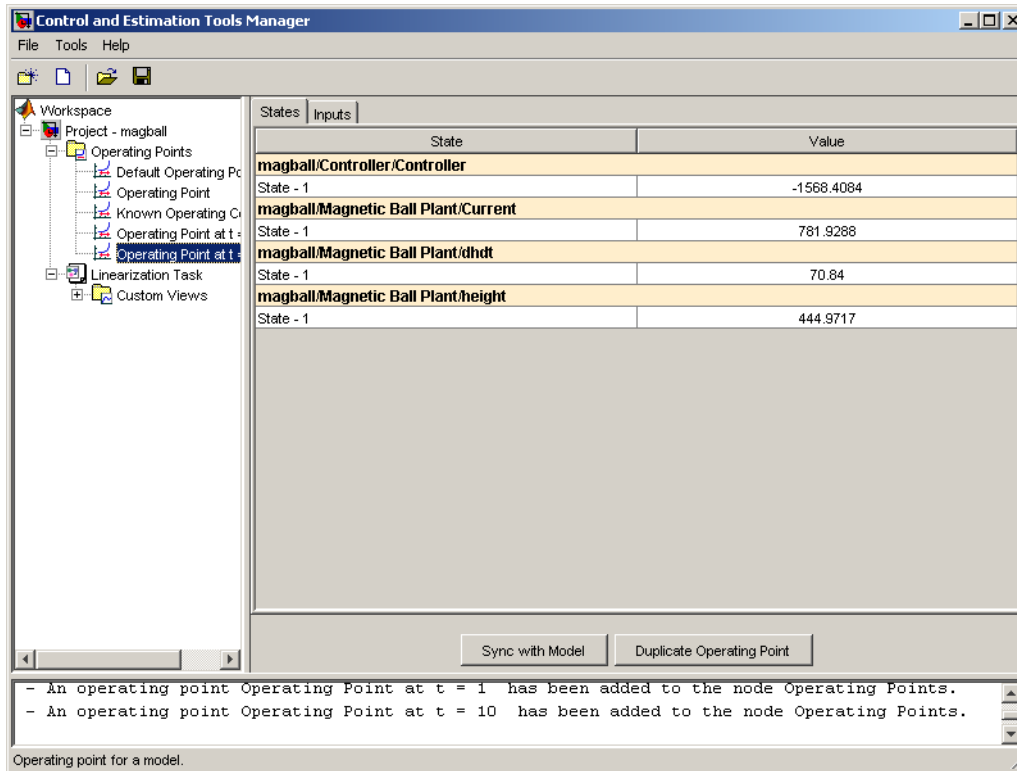 Control and Estimation Tools Manager
File Tools Help
Workspace
Project - magball
Operating Points
Default Operating Po
Operating Point
Known Operating C
Operating Point at t =
Operating Point at t =
Linearization Task
Custom Views
States Inputs
State Value
magball/Controller/Controller
State - 1 -1568.4084
magball/Magnetic Ball Plant/Current
State - 1 781.9288
magball/Magnetic Ball Plant/dhdt
State - 1 70.84
magball/Magnetic Ball Plant/height
State - 1 444.9717
Sync with Model Duplicate Operating Point
- An operating point Operating Point at t = 1 has been added to the node Operating Points.
- An operating point Operating Point at t = 10 has been added to the node Operating Points.
Operating point for a model.